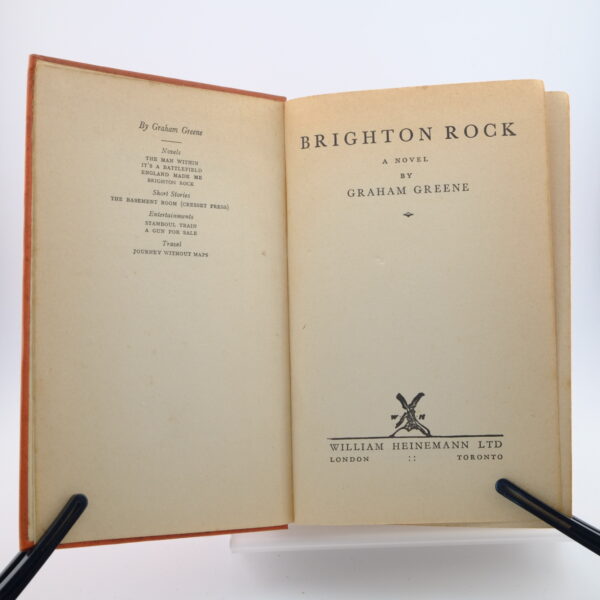 By Graham Greene
Novels
THE MAN WITHIN
IT'S A BATTLEFIELD
ENGLAND MADE ME
BRIGHTON ROCK
Short Stories
THE BASEMENT ROOM (CRESSET PRESS)
Entertainments
STAMBOUL TRAIN
A GUN FOR SALE
Travel
JOURNEY WITHOUT MAPS
BRIGHTON ROCK
A NOVEL
BY
GRAHAM GREENE
W H
WILLIAM HEINEMANN LTD
LONDON :: TORONTO